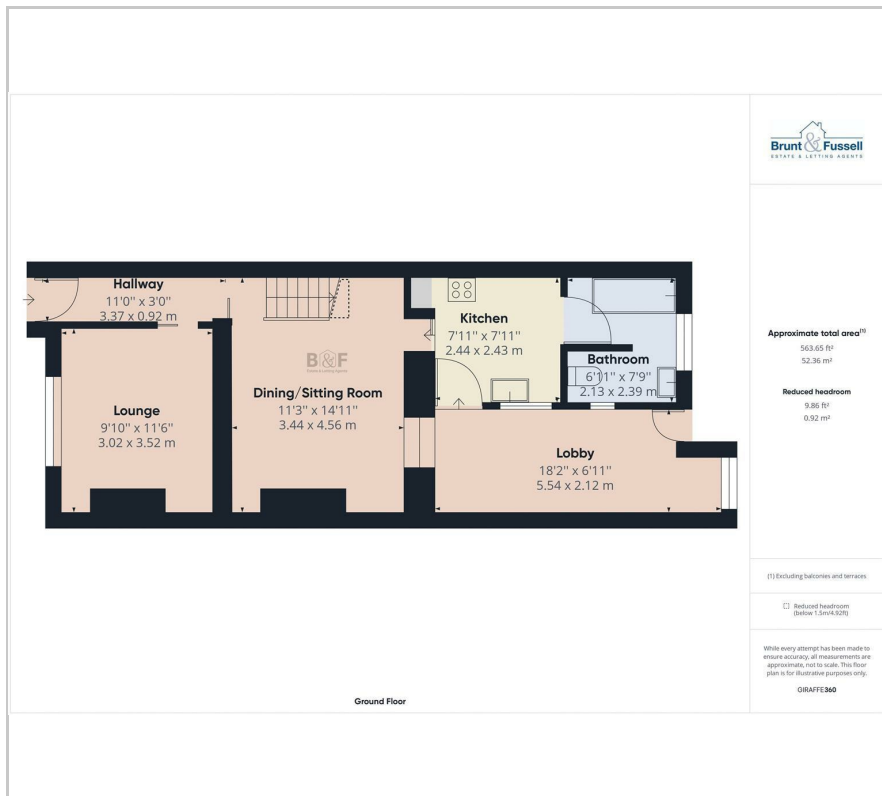 Hallway
11'0" x 3'0"
3.37 x 0.92 m
Lounge
9'10" x 11'6"
3.02 x 3.52 m
B&F
Dining/Sitting Room
11'3" x 14'11"
3.44 x 4.56 m
Kitchen
7'11" x 7'11"
2.44 x 2.43 m
Bathroom
6'11" x 7'9"
2.13 x 2.39 m
Lobby
18'2" x 6'11"
5.54 x 2.12 m
Ground Floor
Brunt & Fussell
ESTATE & LETTING AGENTS
Approximate total area(1)
563.65 ft²
52.36 m²
Reduced headroom
9.86 ft²
0.92 m²
(1) Excluding balconies and terraces
Reduced headroom
(below 1.5m/4.92ft)
While every attempt has been made to
ensure accuracy, all measurements are
approximate, not to scale. This floor
plan is for illustrative purposes only.
GIRAFFE360